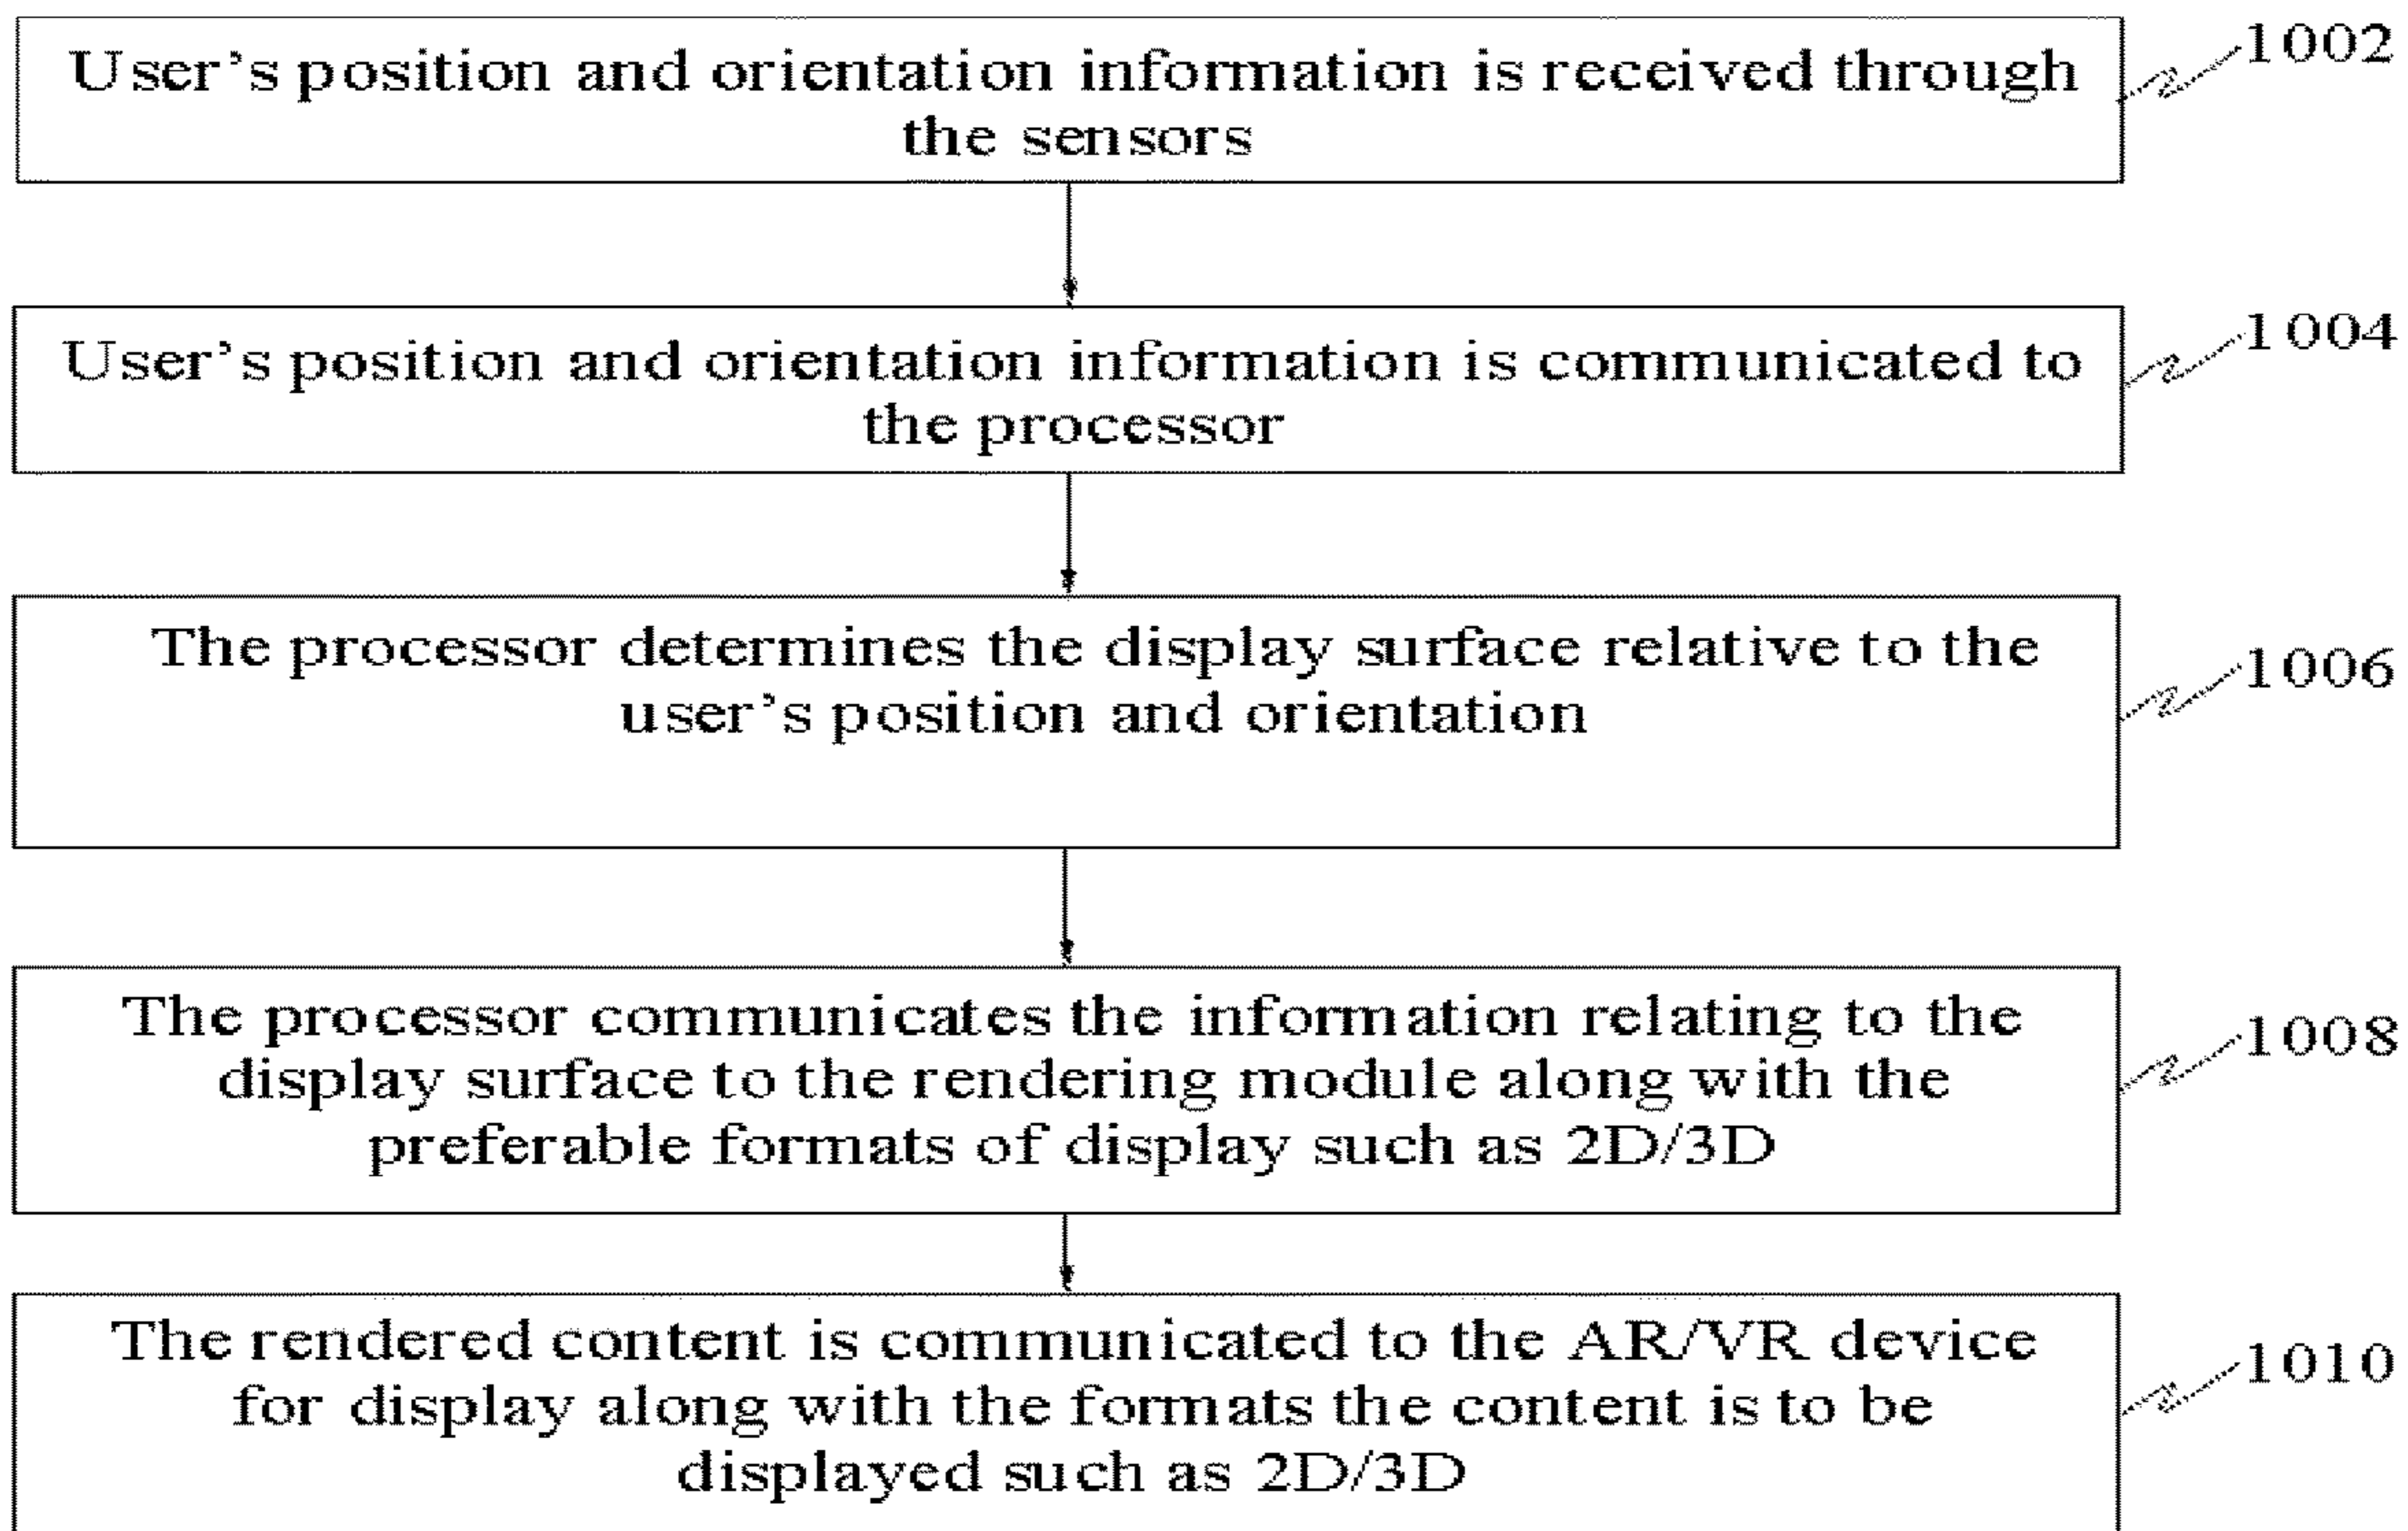 User's position and orientation information is received through
the sensors
1002
User's position and orientation information is communicated to
the processor
1004
The processor determines the display surface relative to the
user's position and orientation
1006
The processor communicates the information relating to the
display surface to the rendering module along with the
preferable formats of display such as 2D/3D
1008
The rendered content is communicated to the AR/VR device
for display along with the formats the content is to be
displayed such as 2D/3D
1010